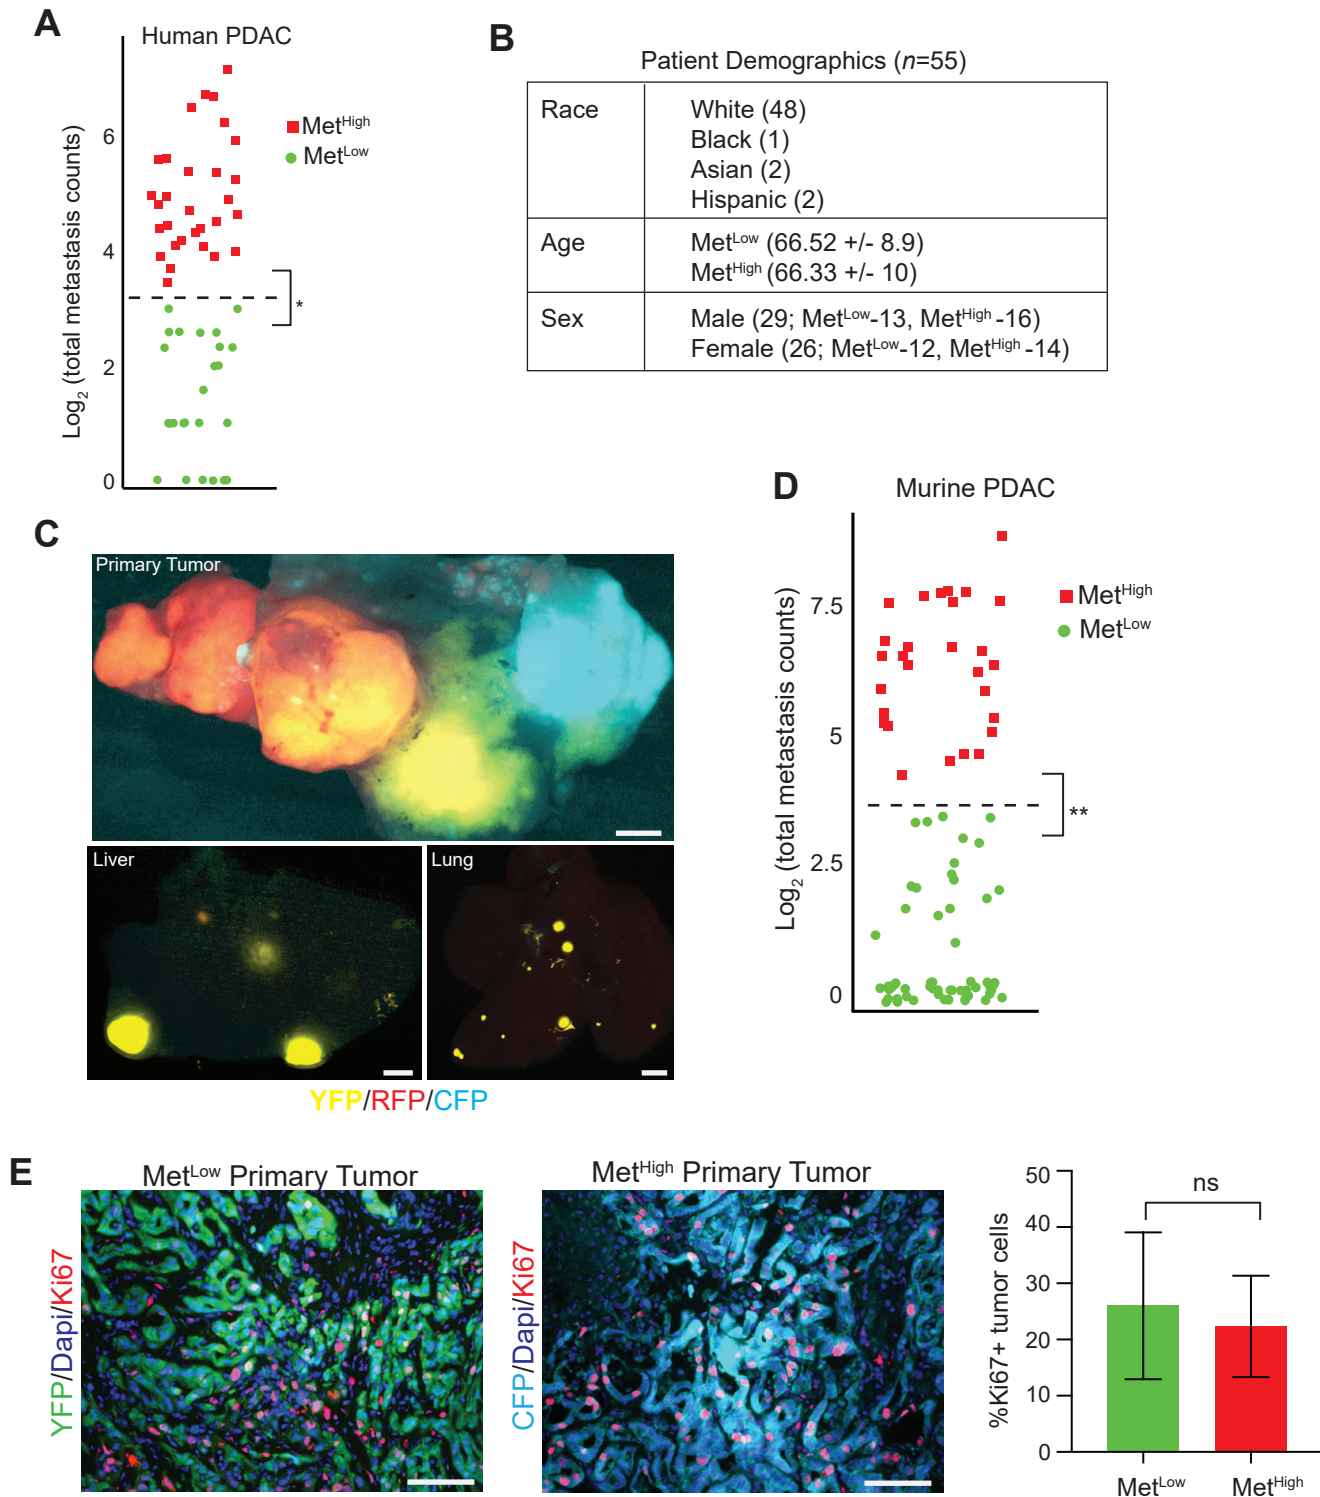 A
Human PDAC
Log2 (total metastasis counts)
6
4
2
0
*
MetHigh
MetLow
B
Patient Demographics (n=55)
Race
White (48)
Black (1)
Asian (2)
Hispanic (2)
Age
MetLow (66.52 +/- 8.9)
MetHigh (66.33 +/- 10)
Sex
Male (29; MetLow-13, MetHigh -16)
Female (26; MetLow-12, MetHigh -14)
C
Primary Tumor
Liver
Lung
YFP/RFP/CFP
D
Murine PDAC
Log2 (total metastasis counts)
7.5
5
2.5
0
**
MetHigh
MetLow
E
MetLow Primary Tumor
YFP/Dapi/Ki67
MetHigh Primary Tumor
CFP/Dapi/Ki67
%Ki67+ tumor cells
50
40
30
20
10
0
ns
MetLow
MetHigh